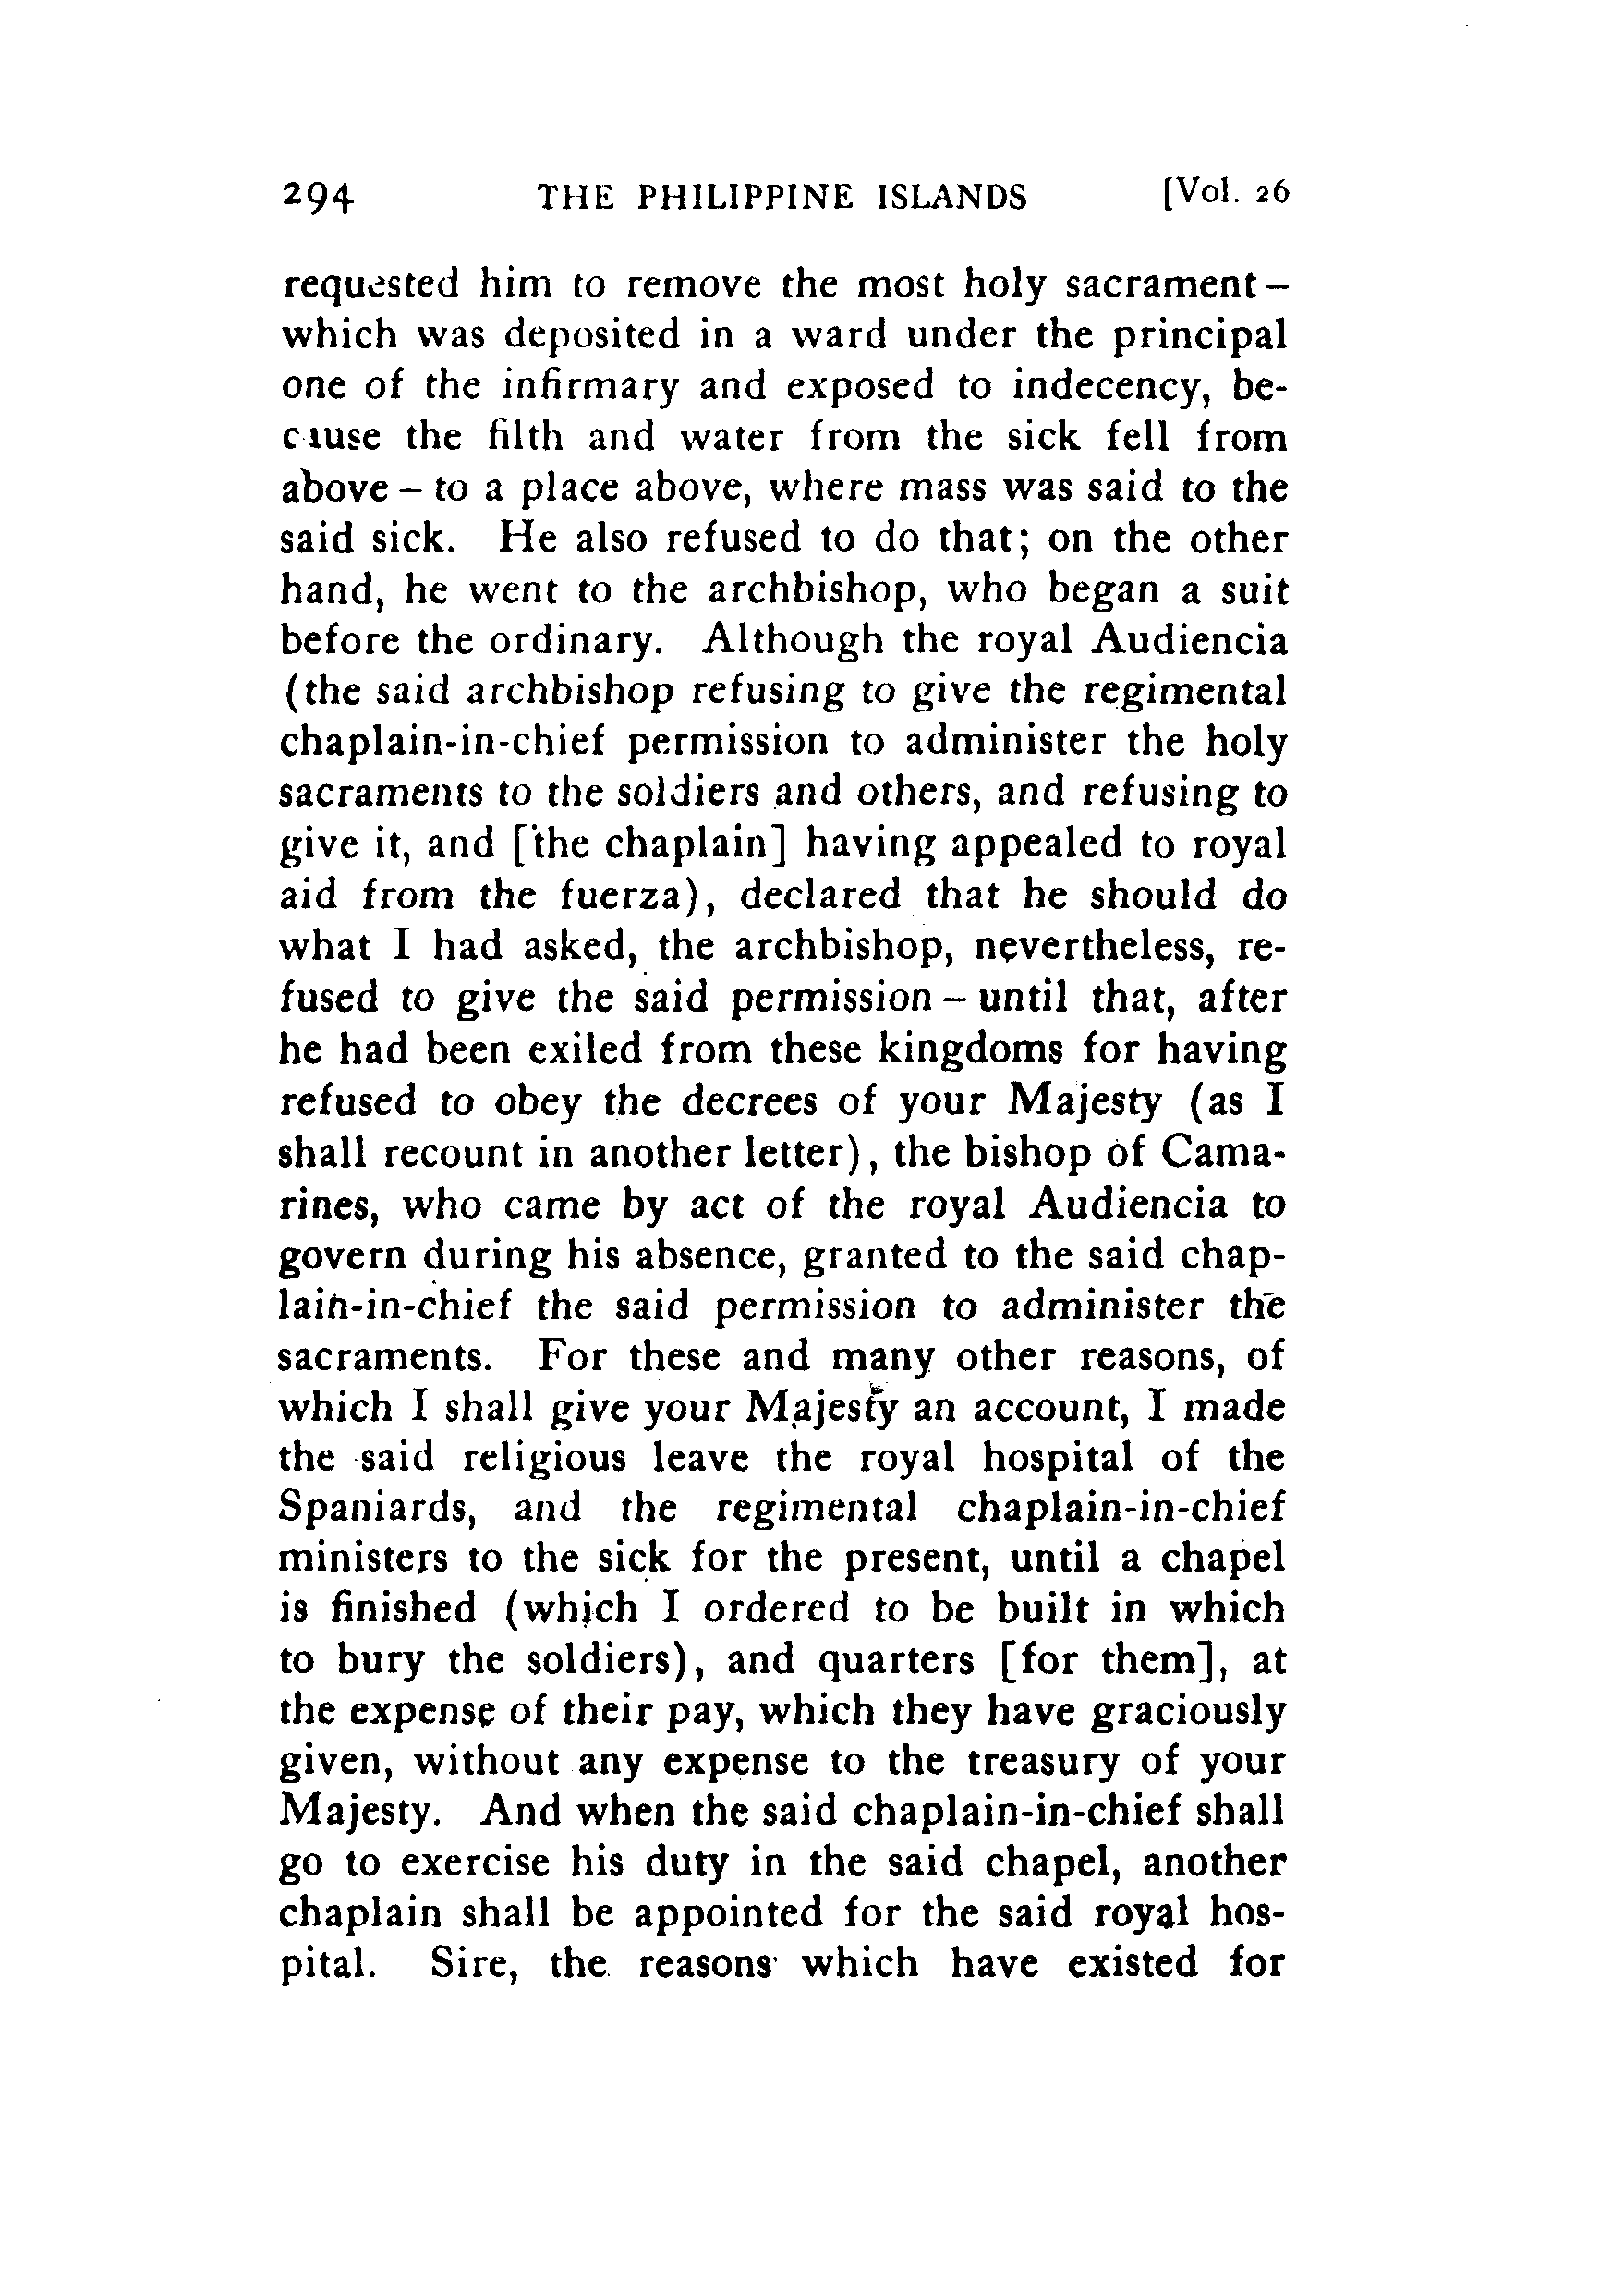 294 THE PHILIPPINE ISLANDS [Vol. 26
requested him to remove the most holy sacrament –
which was deposited in a ward under the principal
one of the infirmary and exposed to indecency, be-
cause the filth and water from the sick fell from
above – to a place above, where mass was said to the
said sick. He also refused to do that; on the other
hand, he went to the archbishop, who began a suit
before the ordinary. Although the royal Audiencia
(the said archbishop refusing to give the regimental
chaplain-in-chief permission to administer the holy
sacraments to the soldiers and others, and refusing to
give it, and [the chaplain] having appealed to royal
aid from the fuerza), declared that he should do
what I had asked, the archbishop, nevertheless, re-
fused to give the said permission – until that, after
he had been exiled from these kingdoms for having
refused to obey the decrees of your Majesty (as I
shall recount in another letter), the bishop of Cama-
rines, who came by act of the royal Audiencia to
govern during his absence, granted to the said chap-
lain-in-chief the said permission to administer the
sacraments. For these and many other reasons, of
which I shall give your Majesty an account, I made
the said religious leave the royal hospital of the
Spaniards, and the regimental chaplain-in-chief
ministers to the sick for the present, until a chapel
is finished (which I ordered to be built in which
to bury the soldiers), and quarters [for them], at
the expense of their pay, which they have graciously
given, without any expense to the treasury of your
Majesty. And when the said chaplain-in-chief shall
go to exercise his duty in the said chapel, another
chaplain shall be appointed for the said royal hos-
pital. Sire, the reasons which have existed for